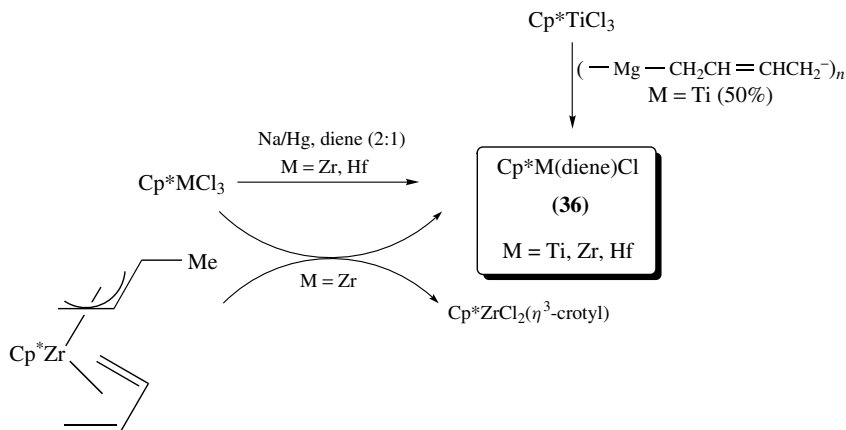 Cp*TiCl₃
( — Mg — CH₂CH = CHCH₂⁻)ₙ
M = Ti (50%)
Na/Hg, diene (2:1)
M = Zr, Hf
Cp*MCl₃
Cp*M(diene)Cl
(36)
M = Ti, Zr, Hf
Me
M = Zr
Cp*ZrCl₂(η³-crotyl)
Cp*Zr